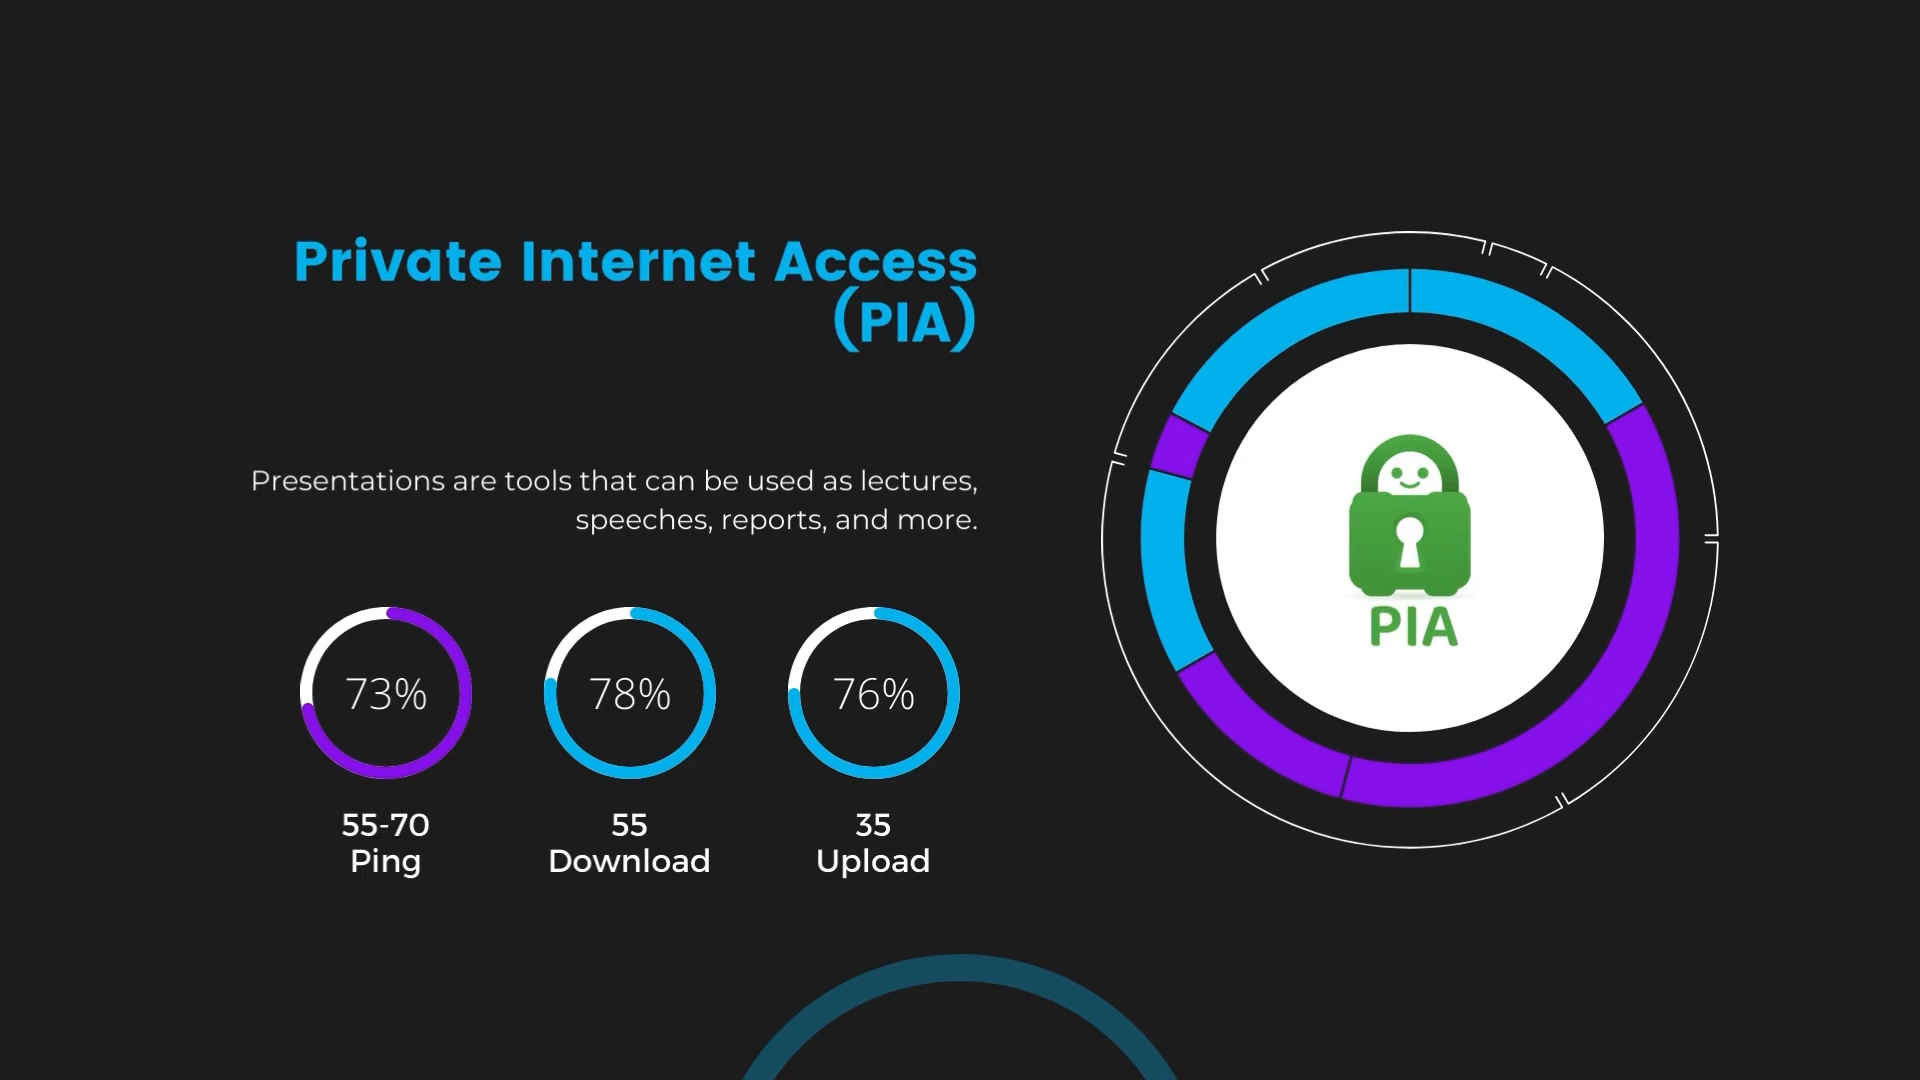 Private Internet Access
(PIA)
Presentations are tools that can be used as lectures,
speeches, reports, and more.
73%
78%
76%
55-70
Ping
55
Download
35
Upload
PIA